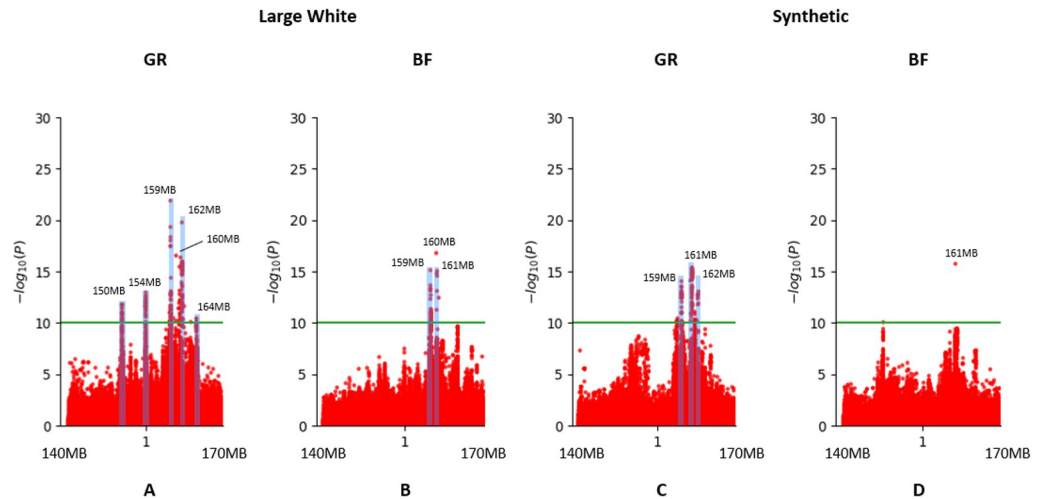 Large White Synthetic
GR BF GR BF
30 30 30 30
25 25 25 25
20 20 20 20
15 15 15 15
10 10 10 10
5 5 5 5
0 0 0 0
−log10(P) −log10(P) −log10(P) −log10(P)
150MB 154MB 159MB 162MB 160MB 164MB
159MB 160MB 161MB
159MB 161MB 162MB
161MB
1 1 1 1
140MB 170MB 140MB 170MB 140MB 170MB 140MB 170MB
A B C D